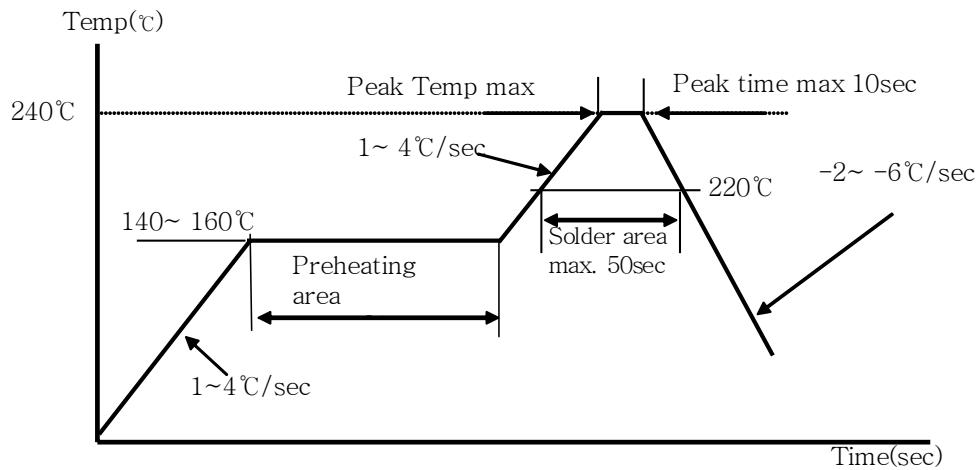 Temp(℃)
Peak Temp max
Peak time max 10sec
240℃
1~ 4℃/sec
-2~ -6℃/sec
220℃
140~ 160℃
Solder area
max. 50sec
Preheating
area
1~4℃/sec
Time(sec)